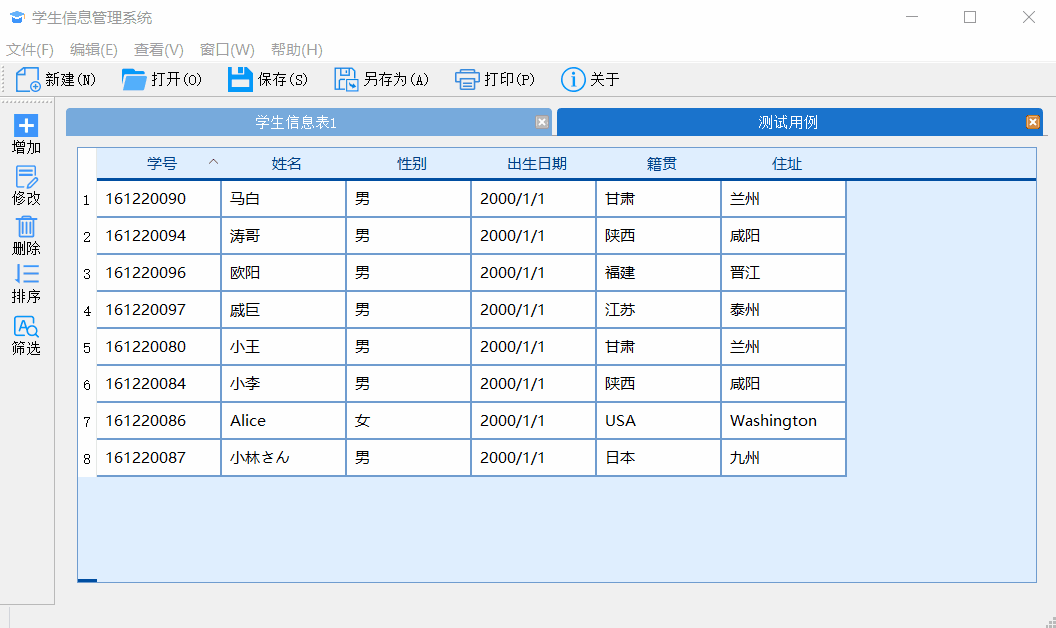 学生信息管理系统
文件(F) 编辑(E) 查看(V) 窗口(W) 帮助(H)
新建(N) 打开(O) 保存(S) 另存为(A) 打印(P) 关于
增加
修改
删除
排序
筛选
学生信息表1 测试用例
学号 姓名 性别 出生日期 籍贯 住址
1 161220090 马白 男 2000/1/1 甘肃 兰州
2 161220094 涛哥 男 2000/1/1 陕西 咸阳
3 161220096 欧阳 男 2000/1/1 福建 晋江
4 161220097 戚巨 男 2000/1/1 江苏 泰州
5 161220080 小王 男 2000/1/1 甘肃 兰州
6 161220084 小李 男 2000/1/1 陕西 咸阳
7 161220086 Alice 女 2000/1/1 USA Washington
8 161220087 小林さん 男 2000/1/1 日本 九州